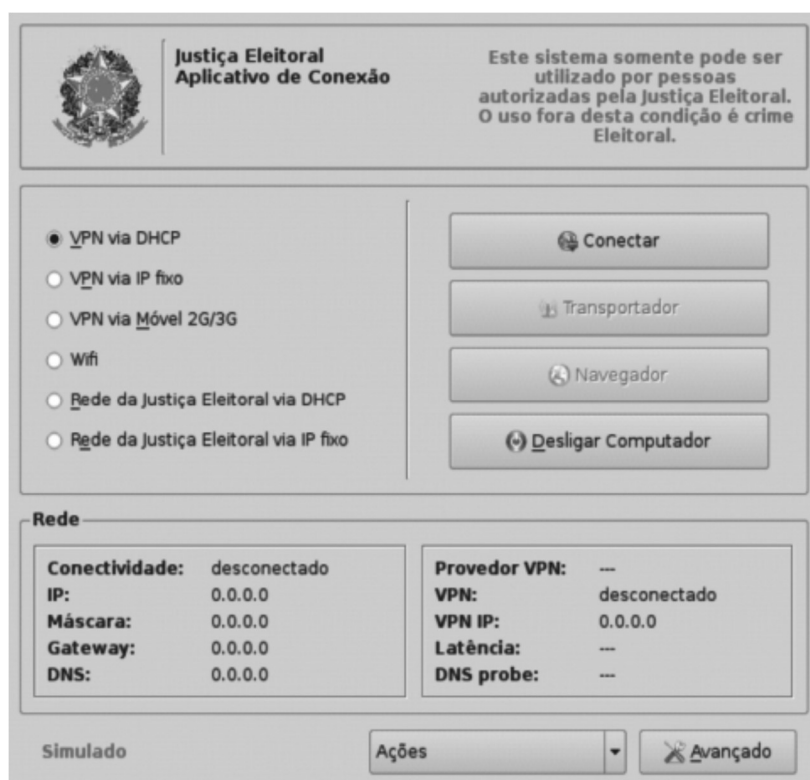 Justiça Eleitoral
Aplicativo de Conexão
Este sistema somente pode ser
utilizado por pessoas
autorizadas pela Justiça Eleitoral.
O uso fora desta condição é crime
Eleitoral.
VPN via DHCP
VPN via IP fixo
VPN via Móvel 2G/3G
Wifi
Rede da Justiça Eleitoral via DHCP
Rede da Justiça Eleitoral via IP fixo
Conectar
Transportador
Navegador
Desligar Computador
Rede
Conectividade: desconectado
IP: 0.0.0.0
Máscara: 0.0.0.0
Gateway: 0.0.0.0
DNS: 0.0.0.0
Provedor VPN: ---
VPN: desconectado
VPN IP: 0.0.0.0
Latência: ---
DNS probe: ---
Simulado
Ações
Avançado